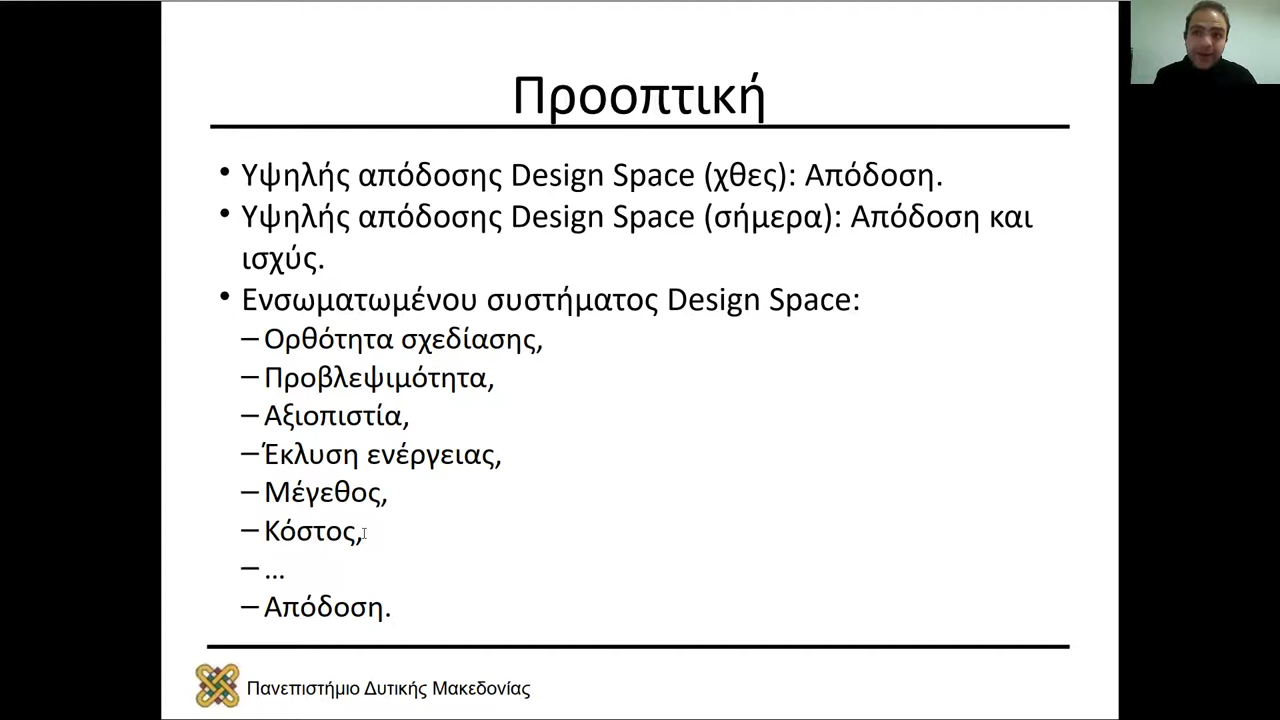 Προοπτική
• Υψηλής απόδοσης Design Space (χθες): Απόδοση.
• Υψηλής απόδοσης Design Space (σήμερα): Απόδοση και
ισχύς.
• Ενσωματωμένου συστήματος Design Space:
– Ορθότητα σχεδίασης,
– Προβλεψιμότητα,
– Αξιοπιστία,
– Έκλυση ενέργειας,
– Μέγεθος,
– Κόστος,
– ...
– Απόδοση.
Πανεπιστήμιο Δυτικής Μακεδονίας